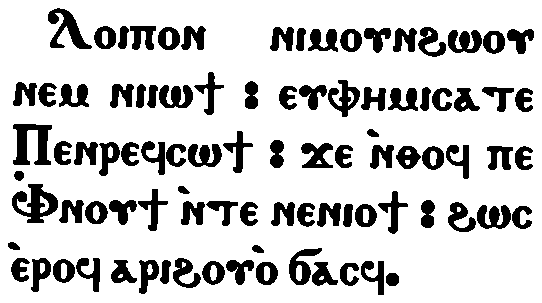 Ⲗⲟⲓⲡⲟⲛ ⲛⲓⲙⲟⲩⲛϩⲱⲟⲩ
ⲛⲉⲙ ⲛⲓⲓⲱϯ : ⲉⲩⲫⲏⲙⲓⲥⲁⲧⲉ
Ⲡⲉⲛⲣⲉϥⲥⲱϯ : ϫⲉ ⲛ̀ⲑⲟϥ ⲡⲉ
Ⲫ̀ⲛⲟⲩϯ ⲛ̀ⲧⲉ ⲛⲉⲛⲓⲟϯ : ϩⲱⲥ
ⲉ̀ⲣⲟϥ ⲁⲣⲓϩⲟⲩⲟ̀ ϭⲁⲥϥ.